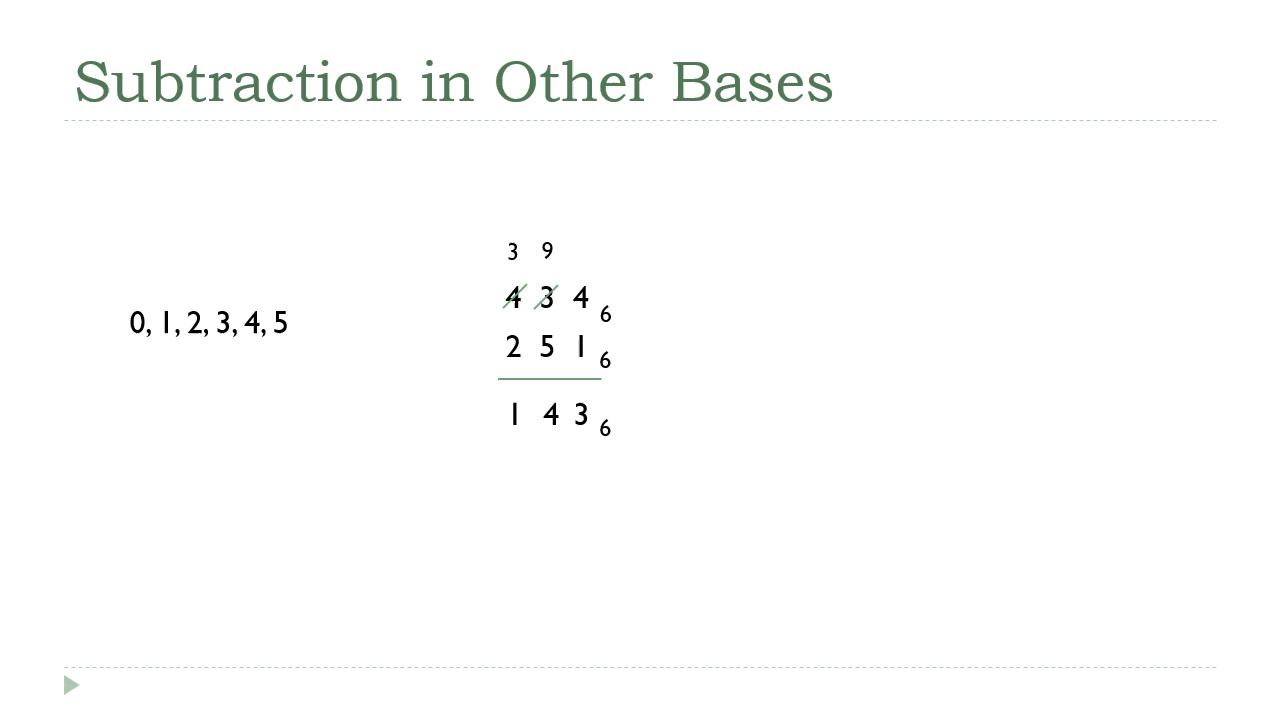 Subtraction in Other Bases
0, 1, 2, 3, 4, 5
3 9
4 3 4 6
2 5 1 6
1 4 3 6